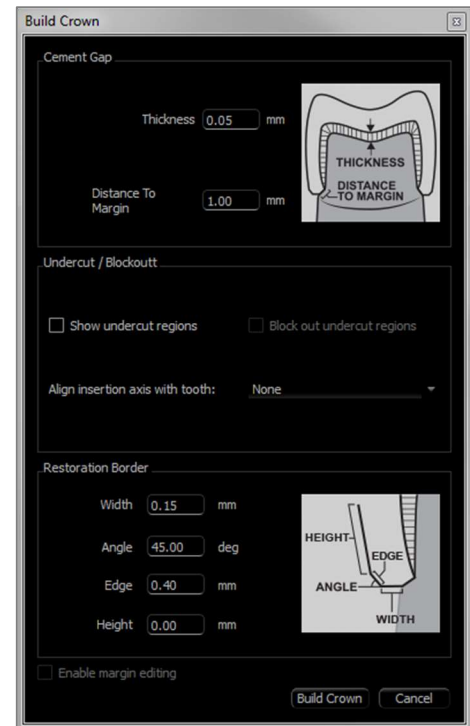 Build Crown
Cement Gap
Thickness 0.05 mm
Distance To
Margin 1.00 mm
THICKNESS
DISTANCE
TO MARGIN
Undercut / Blockoutt
Show undercut regions Block out undercut regions
Align insertion axis with tooth: None
Restoration Border
Width 0.15 mm
Angle 45.00 deg
Edge 0.40 mm
Height 0.00 mm
HEIGHT
EDGE
ANGLE
WIDTH
Enable margin editing
Build Crown Cancel